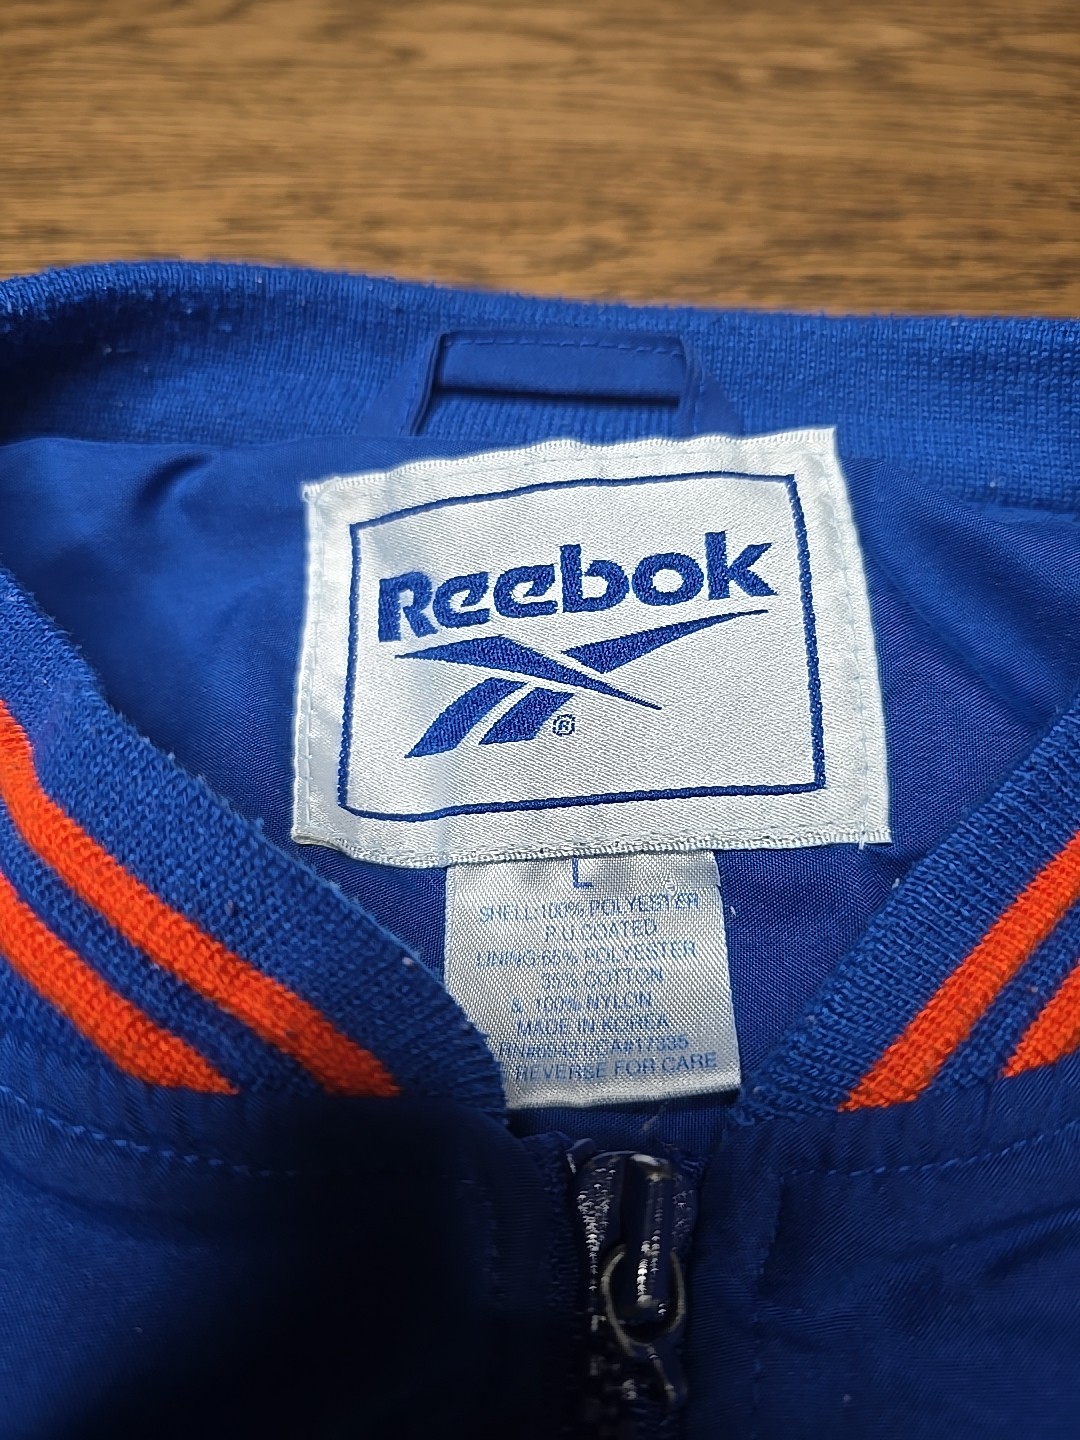 Reebok
®
L
SHELL:100% POLYESTER
P.U.COATED
LINING:65% POLYESTER
35% COTTON
& 100% NYLON
MADE IN KOREA
REVERSE FOR CARE